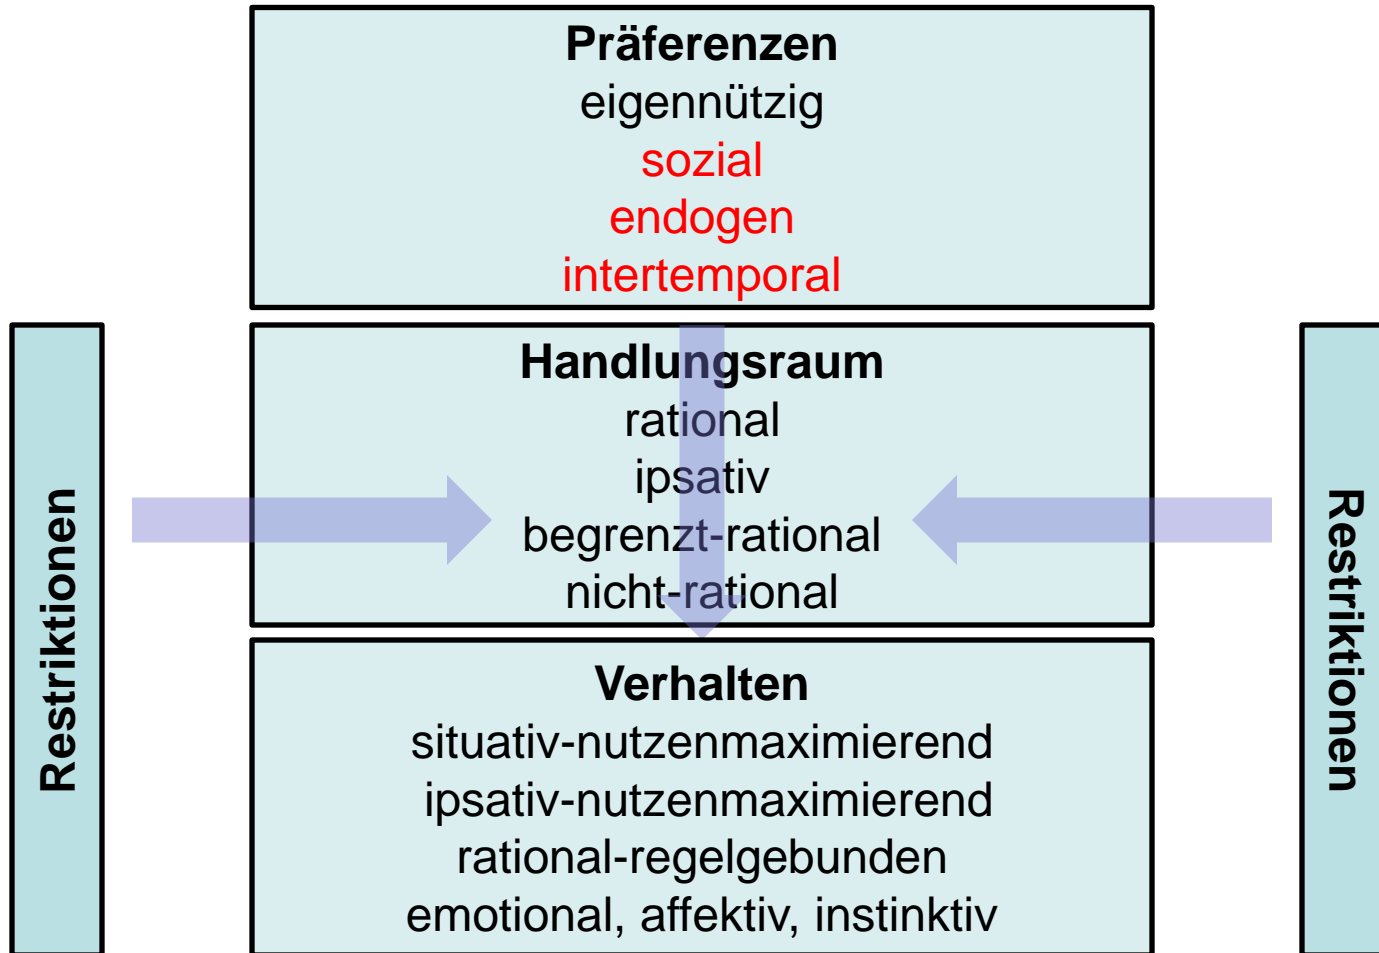 Präferenzen
eigennützig
sozial
endogen
intertemporal
Restriktionen
Handlungsraum
rational
ipsativ
begrenzt-rational
nicht-rational
Verhalten
situativ-nutzenmaximierend
ipsativ-nutzenmaximierend
rational-regelgebunden
emotional, affektiv, instinktiv
Restriktionen